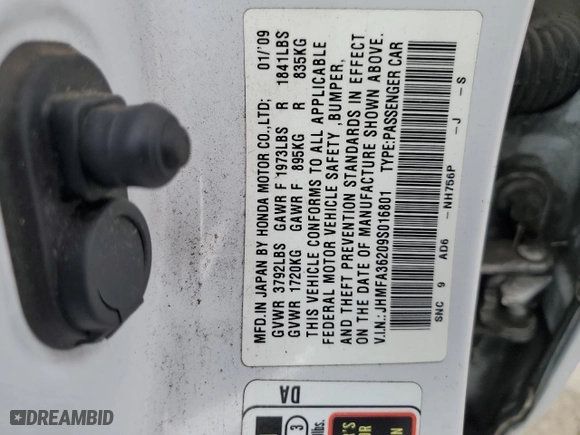 MFD.IN JAPAN BY HONDA MOTOR CO.,LTD; 01/'09
GVWR 3792LBS GAWR F 1973LBS R 1841LBS
GVWR 1720KG GAWR F 895KG R 835KG
THIS VEHICLE CONFORMS TO ALL APPLICABLE
FEDERAL MOTOR VEHICLE SAFETY ,BUMPER,
AND THEFT PREVENTION STANDARDS IN EFFECT
ON THE DATE OF MANUFACTURE SHOWN ABOVE.
V.I.N.:JHMFA36209S016801 TYPE:PASSENGER CAR
SNC 9 AD6 -NH756P -J -S
DA
3
lbs.
DREAMBID